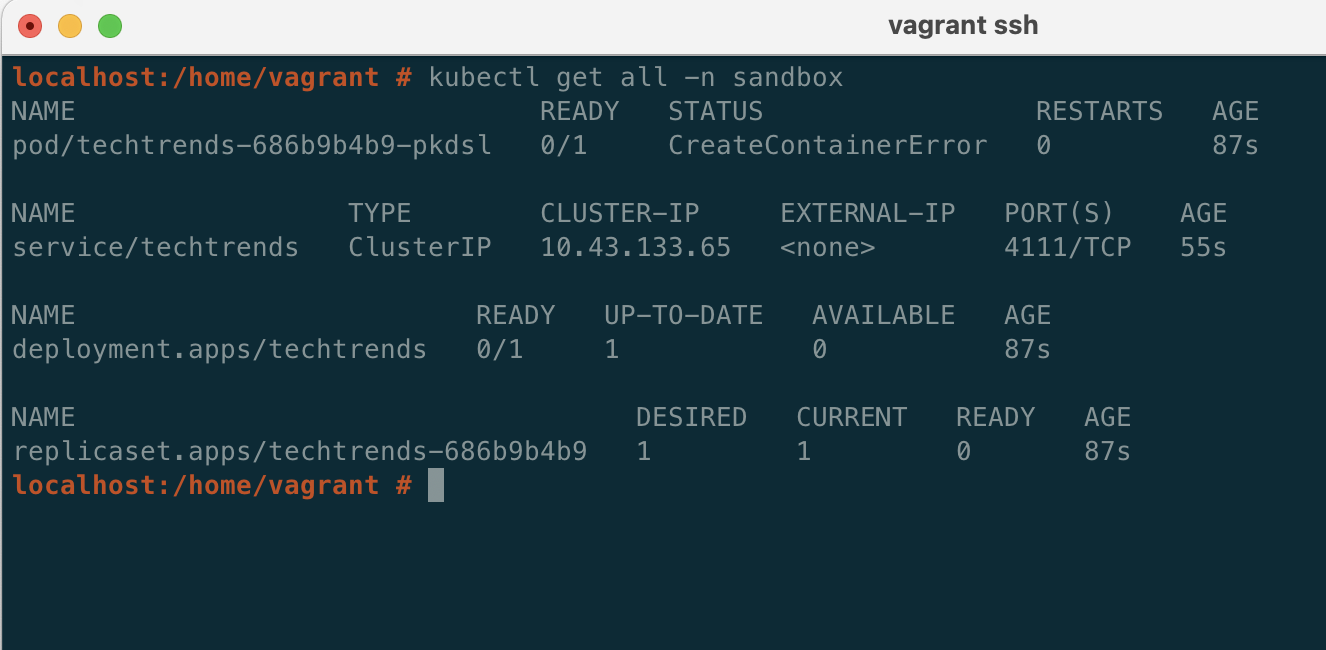 vagrant ssh
localhost:/home/vagrant # kubectl get all -n sandbox
NAME                             READY   STATUS                 RESTARTS   AGE
pod/techtrends-686b9b4b9-pkdsl   0/1     CreateContainerError   0          87s

NAME                 TYPE        CLUSTER-IP     EXTERNAL-IP   PORT(S)    AGE
service/techtrends   ClusterIP   10.43.133.65   <none>        4111/TCP   55s

NAME                         READY   UP-TO-DATE   AVAILABLE   AGE
deployment.apps/techtrends   0/1     1            0           87s

NAME                                   DESIRED   CURRENT   READY   AGE
replicaset.apps/techtrends-686b9b4b9   1         1         0       87s
localhost:/home/vagrant #